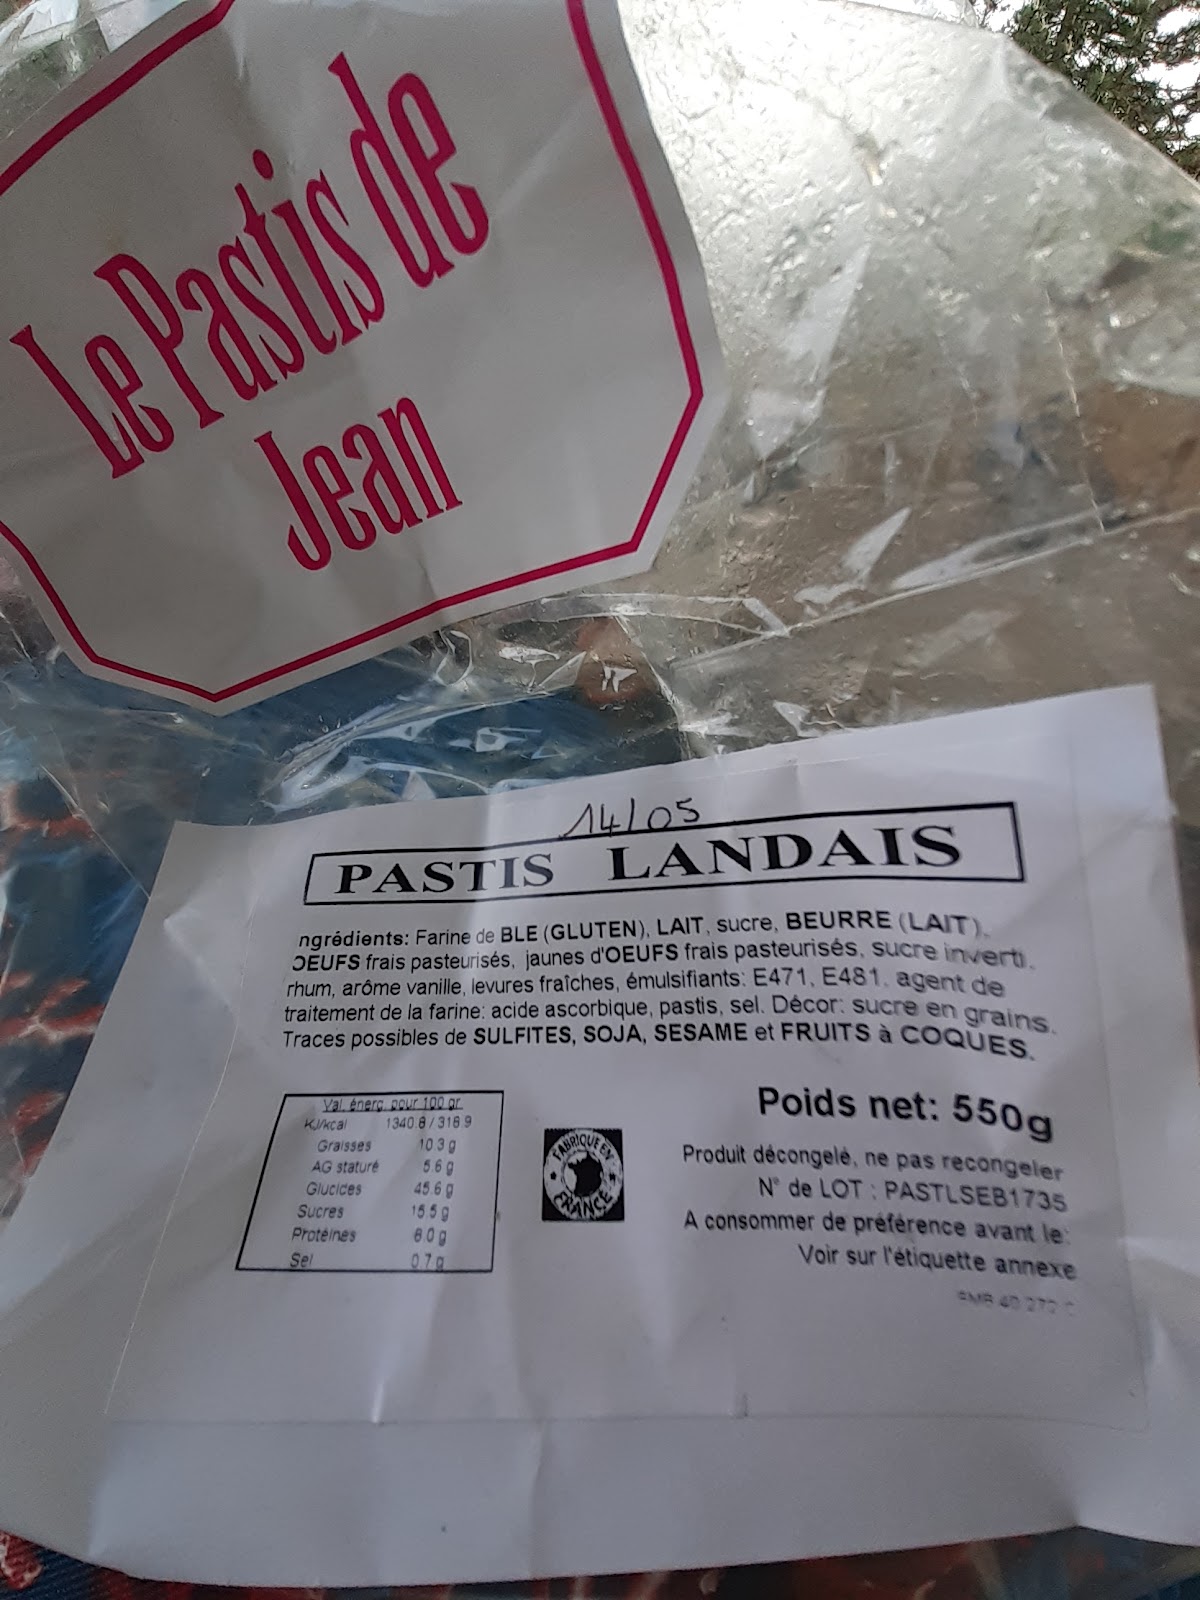 Le Pastis de
Jean
14/05
PASTIS LANDAIS
ngrédients: Farine de BLE (GLUTEN), LAIT, sucre, BEURRE (LAIT),
OEUFS frais pasteurisés, jaunes d'OEUFS frais pasteurisés, sucre inverti,
rhum, arôme vanille, levures fraîches, émulsifiants: E471, E481, agent de
traitement de la farine: acide ascorbique, pastis, sel. Décor: sucre en grains.
Traces possibles de SULFITES, SOJA, SESAME et FRUITS à COQUES.
Val. énerg. pour 100 gr
KJ/kcal 1340.8 / 318.9
Graisses 10.3 g
AG staturé 5.6 g
Glucides 45.6 g
Sucres 15.5 g
Protéines 8.0 g
Sel 0.7 g
FABRIQUE EN
FRANCE
Poids net: 550g
Produit décongelé, ne pas recongeler
N° de LOT : PASTLSEB1735
A consommer de préférence avant le:
Voir sur l'étiquette annexe
EMB 40 272 C